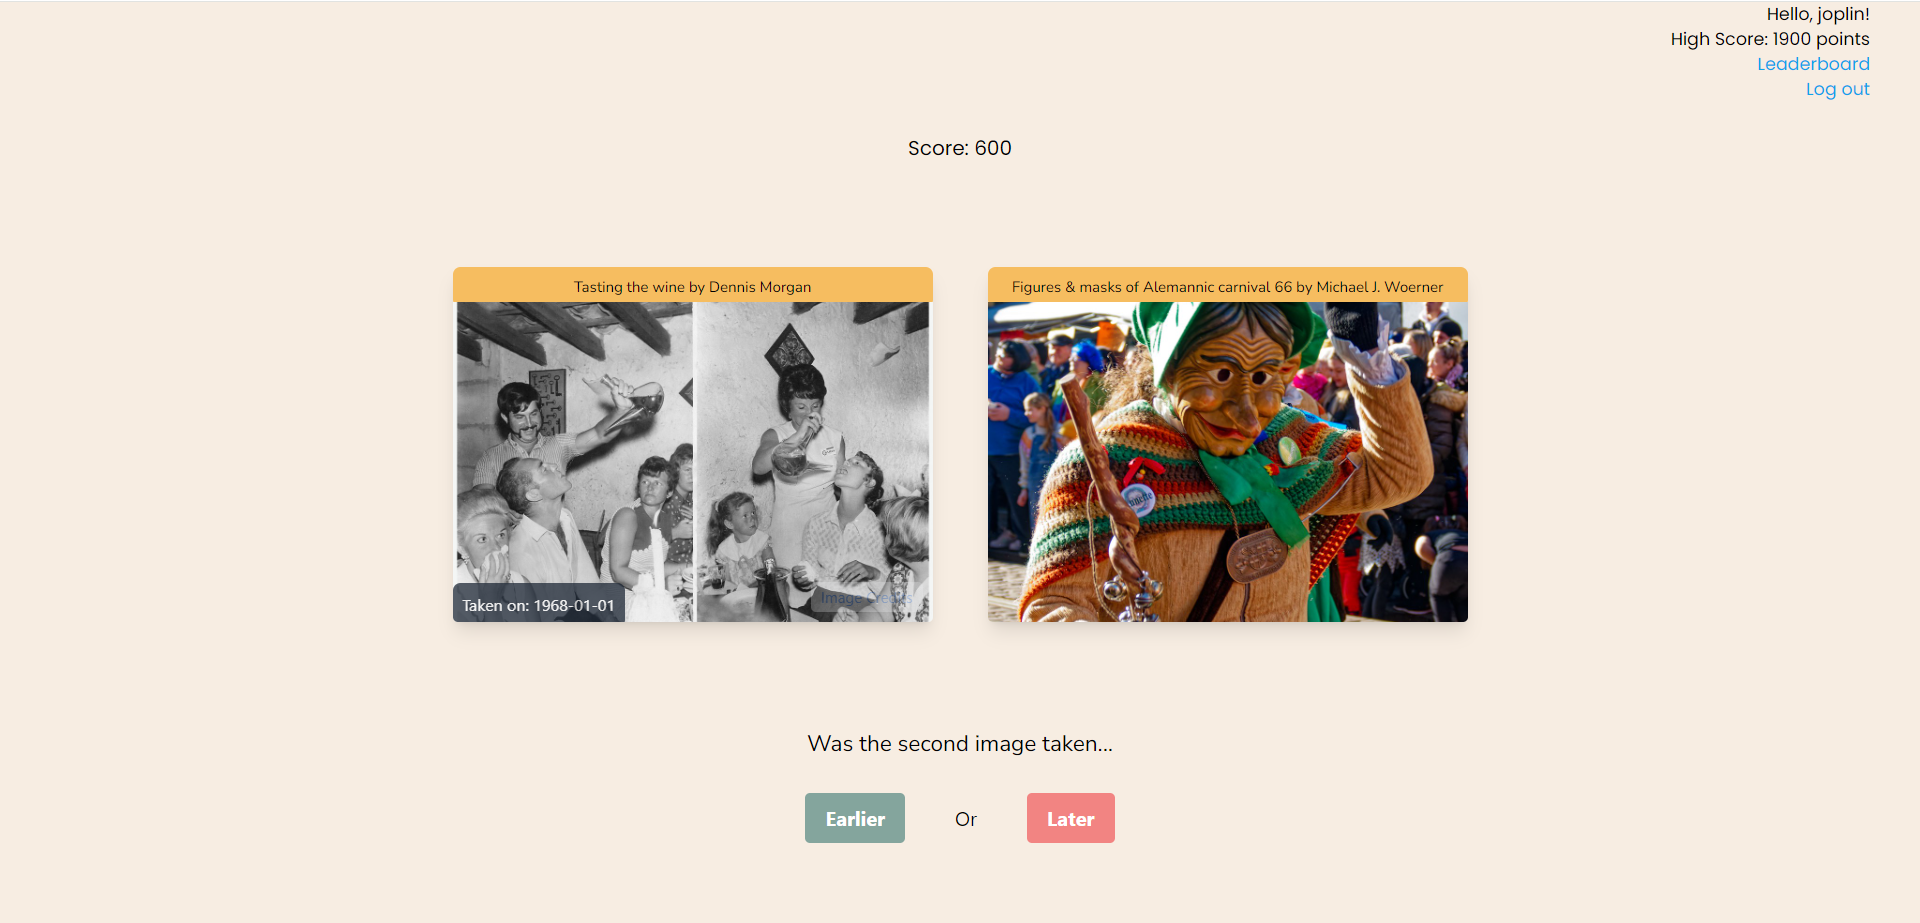 Hello, joplin!
High Score: 1900 points
Leaderboard
Log out
Score: 600
Tasting the wine by Dennis Morgan
Taken on: 1968-01-01
Image Credits
Figures & masks of Alemannic carnival 66 by Michael J. Woerner
Was the second image taken...
Earlier
Or
Later